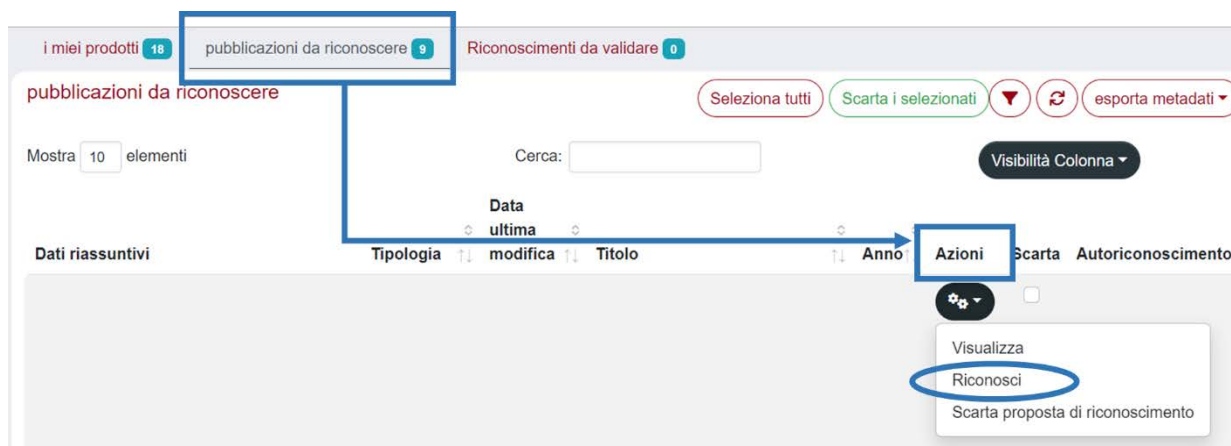 i miei prodotti 18 pubblicazioni da riconoscere 9 Riconoscimenti da validare 0
pubblicazioni da riconoscere Seleziona tutti Scarta i selezionati esporta metadati
Mostra 10 elementi Cerca: Visibilità Colonna
Data
ultima
Dati riassuntivi Tipologia modifica Titolo Anno Azioni Scarta Autoriconoscimento
Visualizza
Riconosci
Scarta proposta di riconoscimento